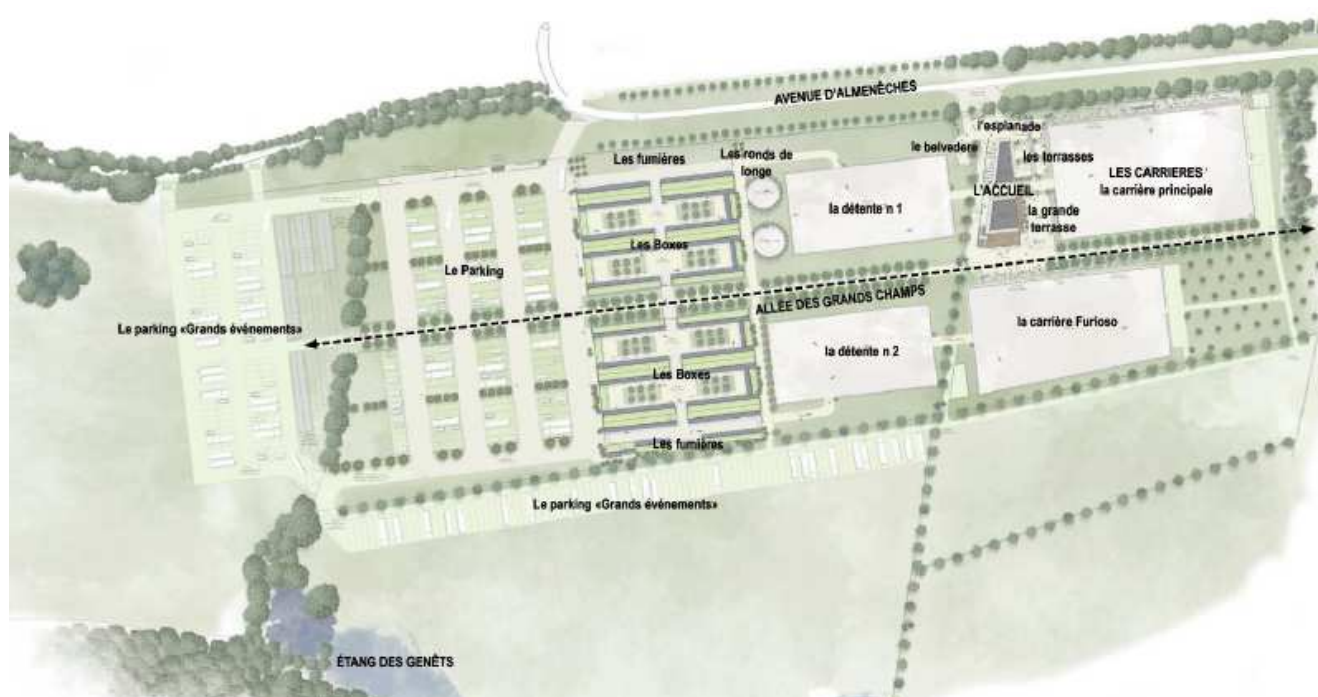 AVENUE D'ALMENÊCHES
l'esplanade
le belvedere
les terrasses
Les fumières
Les ronds de
longe
LES CARRIERES
la carrière principale
L'ACCUEIL
la détente n 1
la grande
terrasse
Les Boxes
Le Parking
ALLÉE DES GRANDS CHAMPS
la carrière Furioso
Le parking «Grands événements»
la détente n 2
Les Boxes
Les fumières
Le parking «Grands événements»
ÉTANG DES GENÊTS